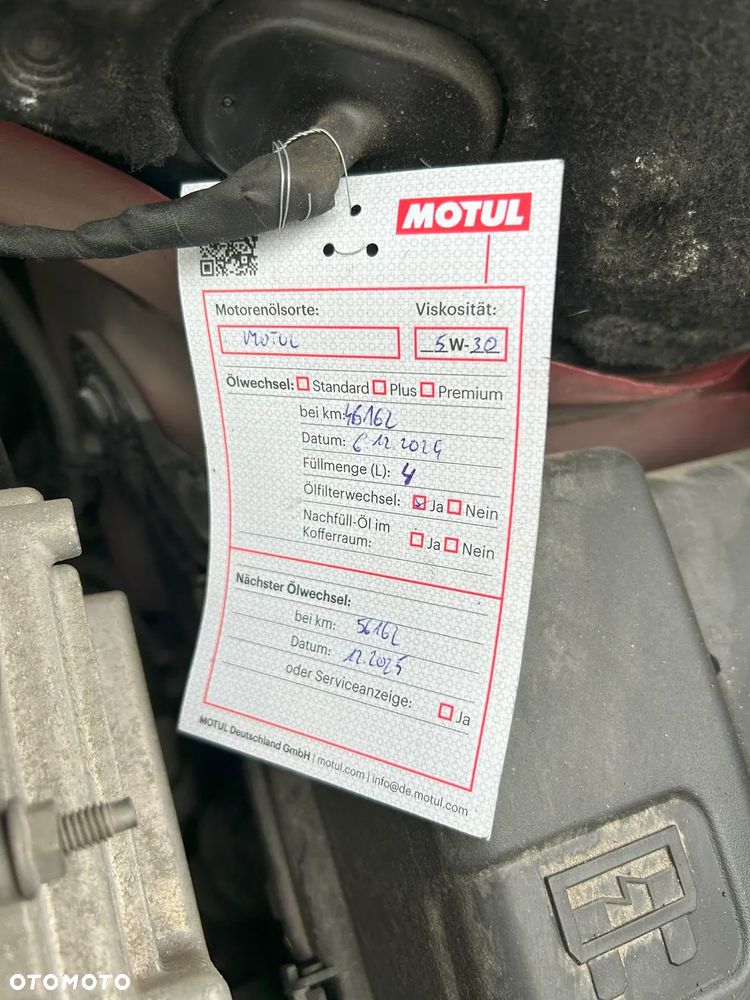 MOTUL
Motorenölsorte: Viskosität:
MOTUL 5W-30
Ölwechsel: Standard Plus Premium
bei km: 46162
Datum: 6.12.2024
Füllmenge (L): 4
Ölfilterwechsel: Ja Nein
Nachfüll-Öl im
Kofferraum: Ja Nein
Nächster Ölwechsel:
bei km: 56162
Datum: 12.2025
oder Serviceanzeige: Ja
MOTUL Deutschland GmbH | motul.com | info@de.motul.com
OTOMOTO